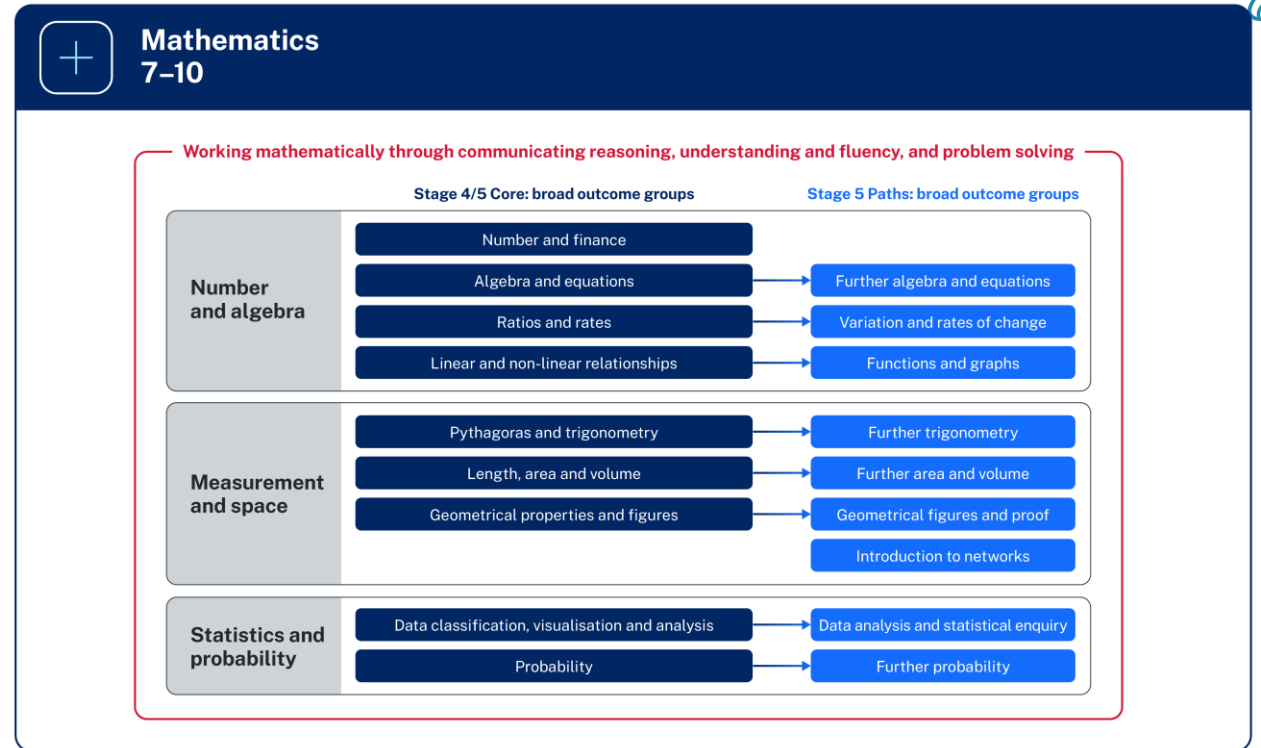 Mathematics
7–10
Working mathematically through communicating reasoning, understanding and fluency, and problem solving
Stage 4/5 Core: broad outcome groups
Stage 5 Paths: broad outcome groups
Number
and algebra
Number and finance
Algebra and equations
Further algebra and equations
Ratios and rates
Variation and rates of change
Linear and non-linear relationships
Functions and graphs
Measurement
and space
Pythagoras and trigonometry
Further trigonometry
Length, area and volume
Further area and volume
Geometrical properties and figures
Geometrical figures and proof
Introduction to networks
Statistics and
probability
Data classification, visualisation and analysis
Data analysis and statistical enquiry
Probability
Further probability